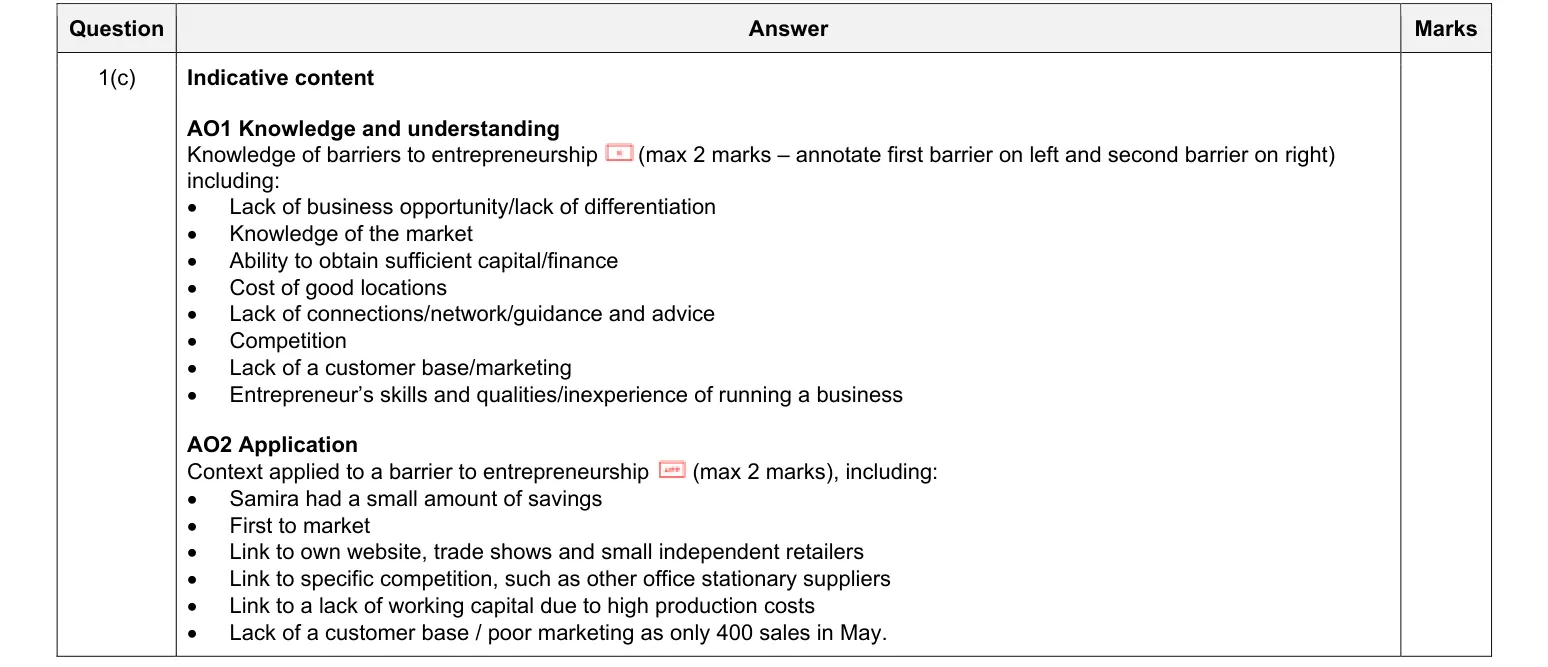 Question Answer Marks
1(c) Indicative content
AO1 Knowledge and understanding
Knowledge of barriers to entrepreneurship (max 2 marks – annotate first barrier on left and second barrier on right)
including:
• Lack of business opportunity/lack of differentiation
• Knowledge of the market
• Ability to obtain sufficient capital/finance
• Cost of good locations
• Lack of connections/network/guidance and advice
• Competition
• Lack of a customer base/marketing
• Entrepreneur’s skills and qualities/inexperience of running a business
AO2 Application
Context applied to a barrier to entrepreneurship (max 2 marks), including:
• Samira had a small amount of savings
• First to market
• Link to own website, trade shows and small independent retailers
• Link to specific competition, such as other office stationary suppliers
• Link to a lack of working capital due to high production costs
• Lack of a customer base / poor marketing as only 400 sales in May.